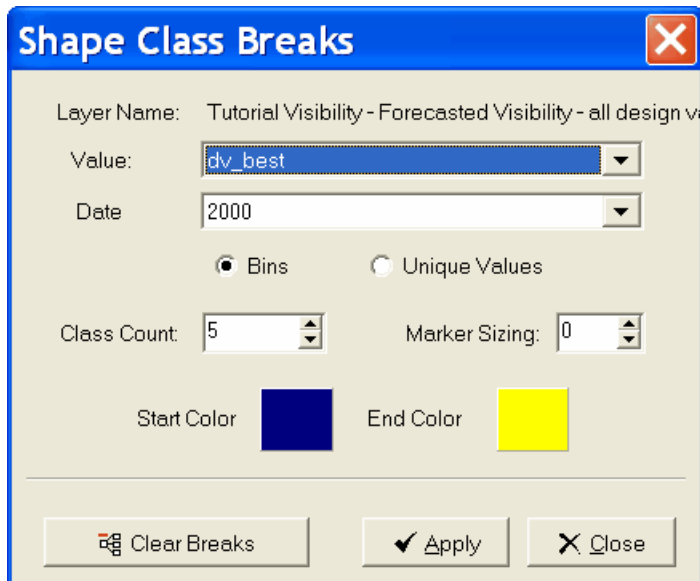 Shape Class Breaks
Layer Name: Tutorial Visibility - Forecasted Visibility - all design
Value: dv_best
Date 2000
Bins Unique Values
Class Count: 5 Marker Sizing: 0
Start Color End Color
Clear Breaks Apply Close